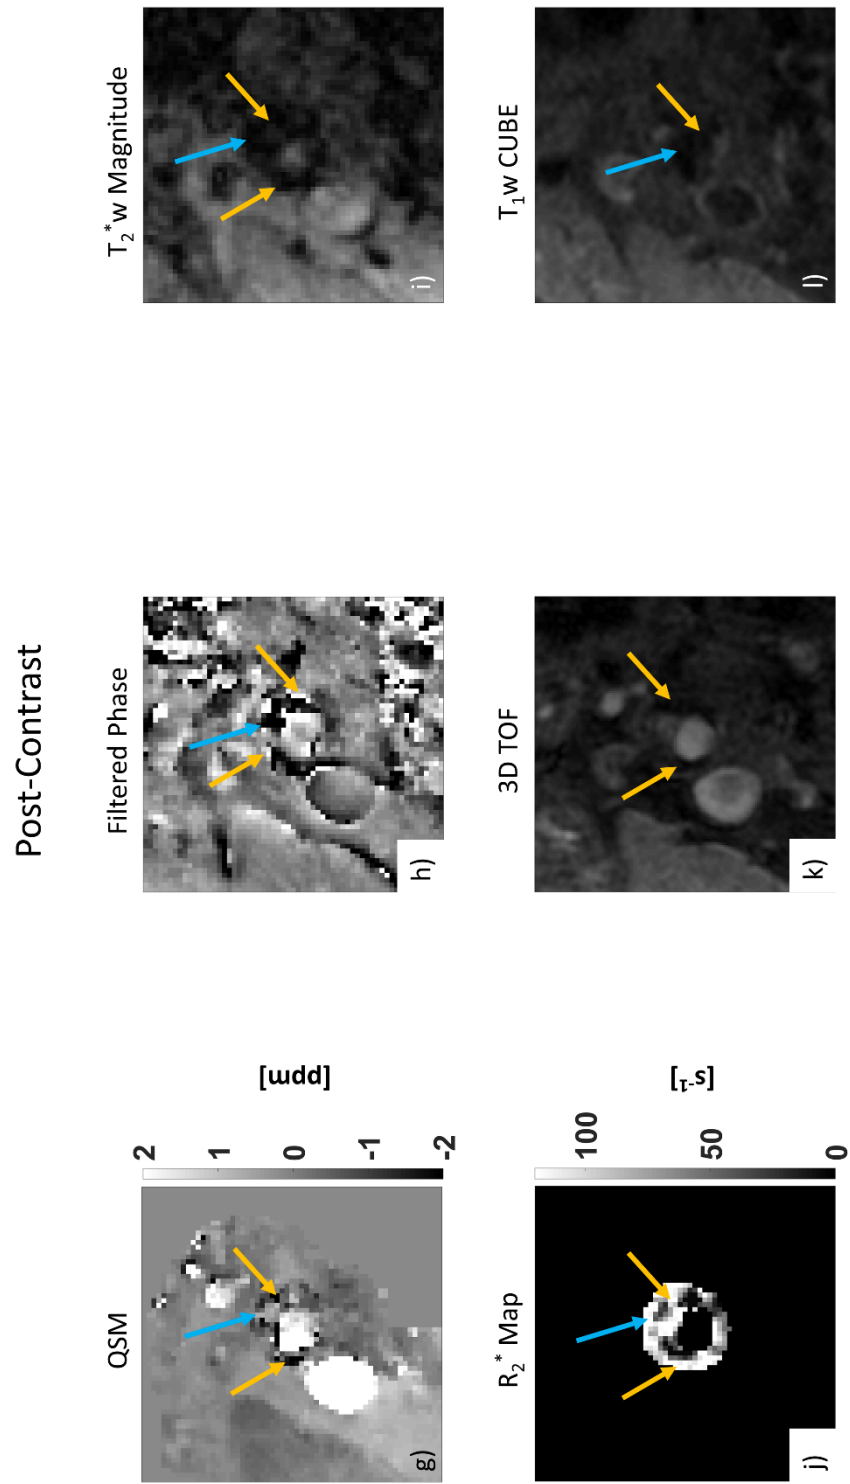 Post-Contrast
QSM
Filtered Phase
T2*w Magnitude
2
1
0
-1
-2
[ppm]
g)
h)
i)
R2* Map
3D TOF
T1w CUBE
100
50
0
[s-1]
j)
k)
l)